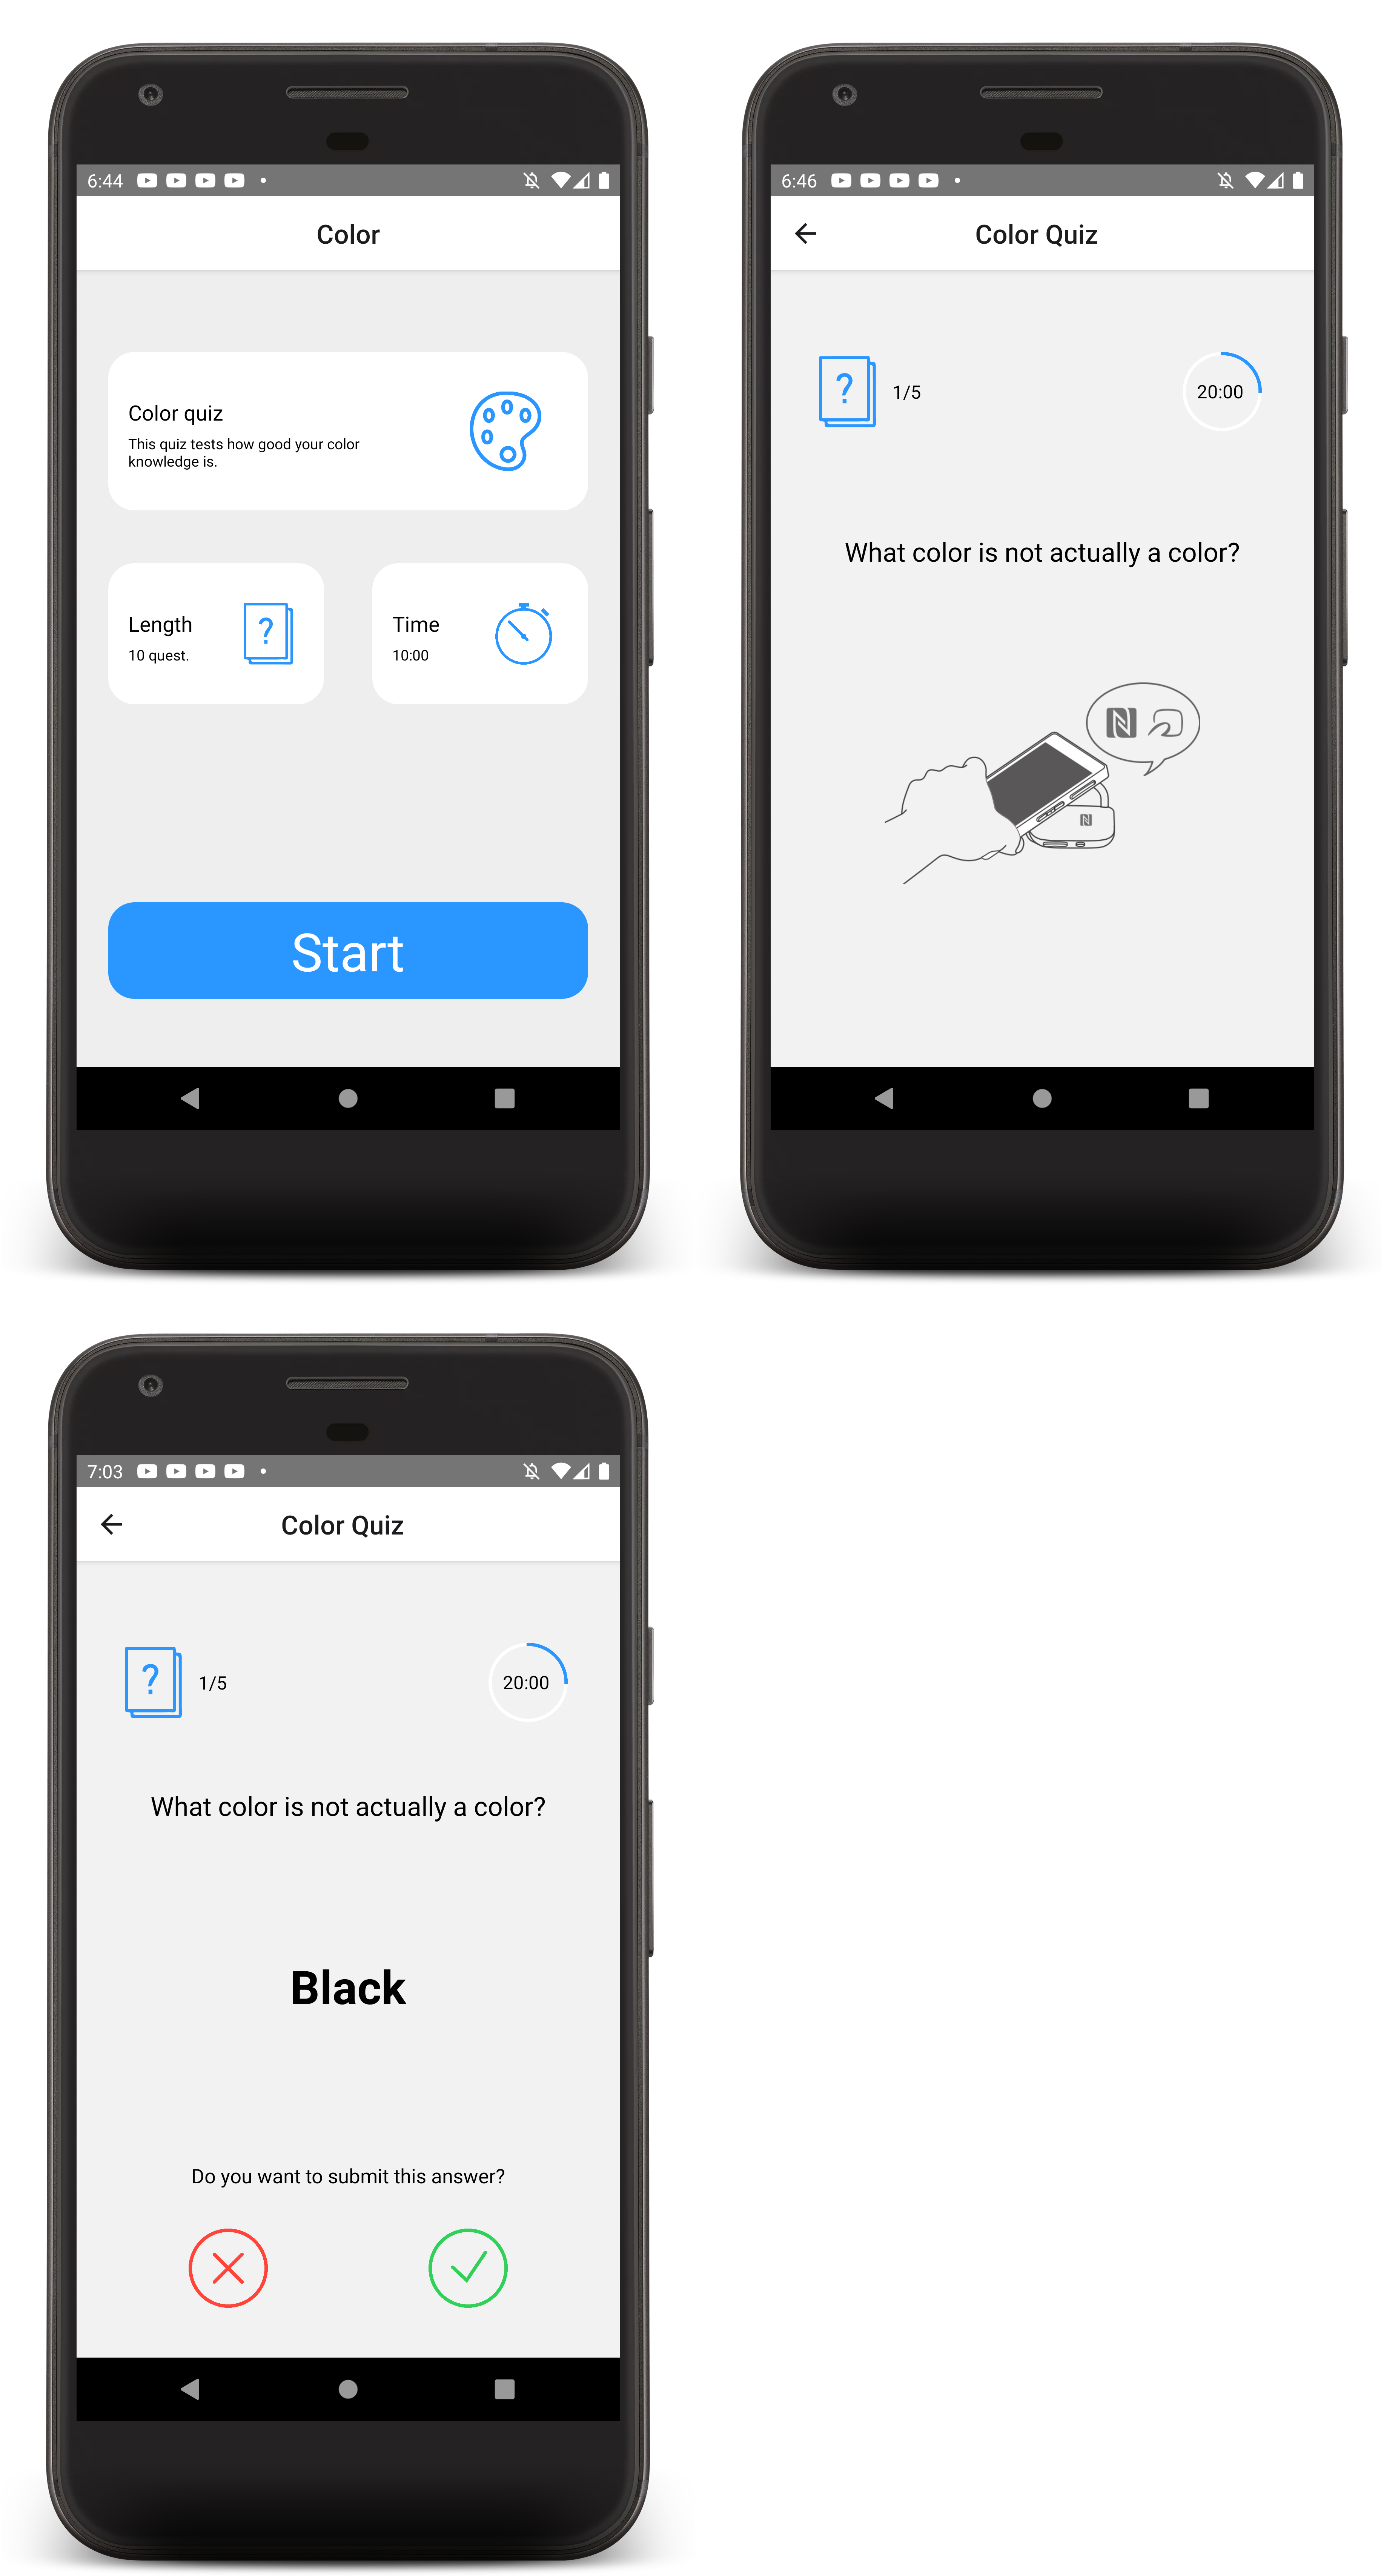 6:44
Color
Color quiz
This quiz tests how good your color
knowledge is.
Length
10 quest.
?
Time
10:00
Start
6:46
Color Quiz
?
1/5
20:00
What color is not actually a color?
N
N
7:03
Color Quiz
?
1/5
20:00
What color is not actually a color?
Black
Do you want to submit this answer?